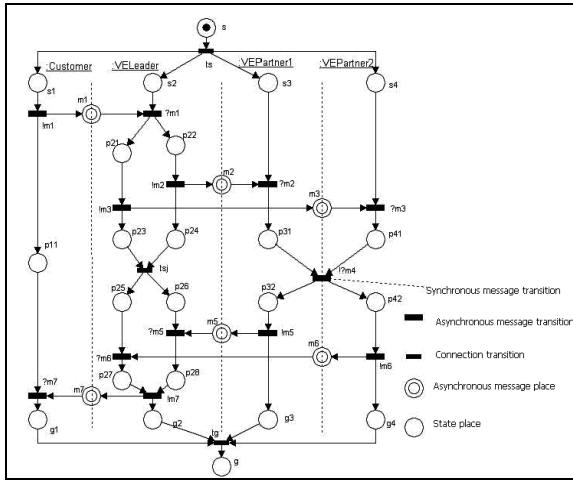 s
:Customer :VELeader :VEPartner1 :VEPartner2
ts
s1 s2 s3 s4
m1
!m1 ?m1
p21 p22
m2
!m2 ?m2
m3
!m3 ?m3
p23 p24 p31 p41
p11
tsj !?m4
Synchronous message transition
p25 p26 p32 p42
Asynchronous message transition
m5
?m5 !m5
m6
?m6 !m6
Connection transition
p27 p28
?m7 m7 !m7
Asynchronous message place
g1 g2 g3 g4
State place
tg
g